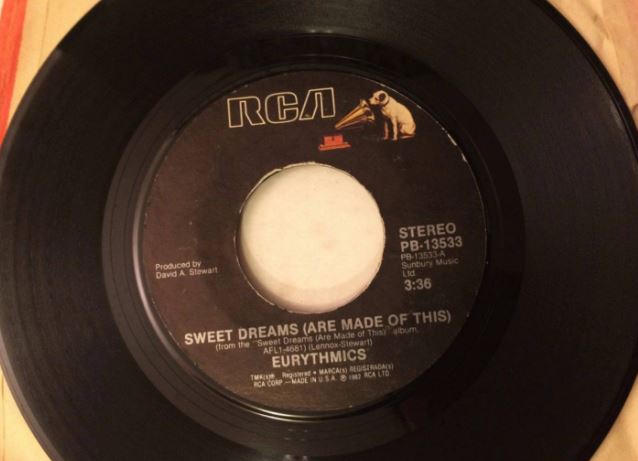 RCA
STEREO
PB-13533
PB-13533-A
Sunbury Music
Ltd.
3:36
Produced by
David A. Stewart
SWEET DREAMS (ARE MADE OF THIS)
(from the "Sweet Dreams (Are Made of This)" album,
AFL1-4681) (Lennox-Stewart)
EURYTHMICS
TMK(s)® Registered • MARCA(s) REGISTRADA(s)
RCA CORP.—MADE IN U.S.A. ℗ 1982 RCA LTD.